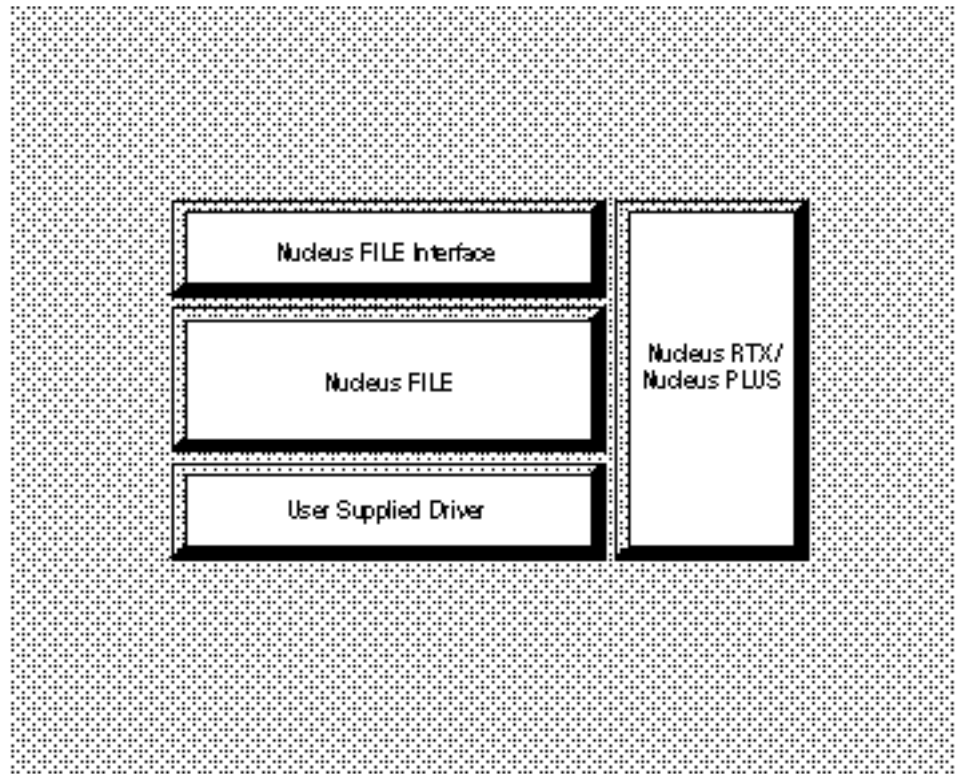 Nucleus FILE Interface
Nucleus FILE
User Supplied Driver
Nucleus RTX/
Nucleus PLUS